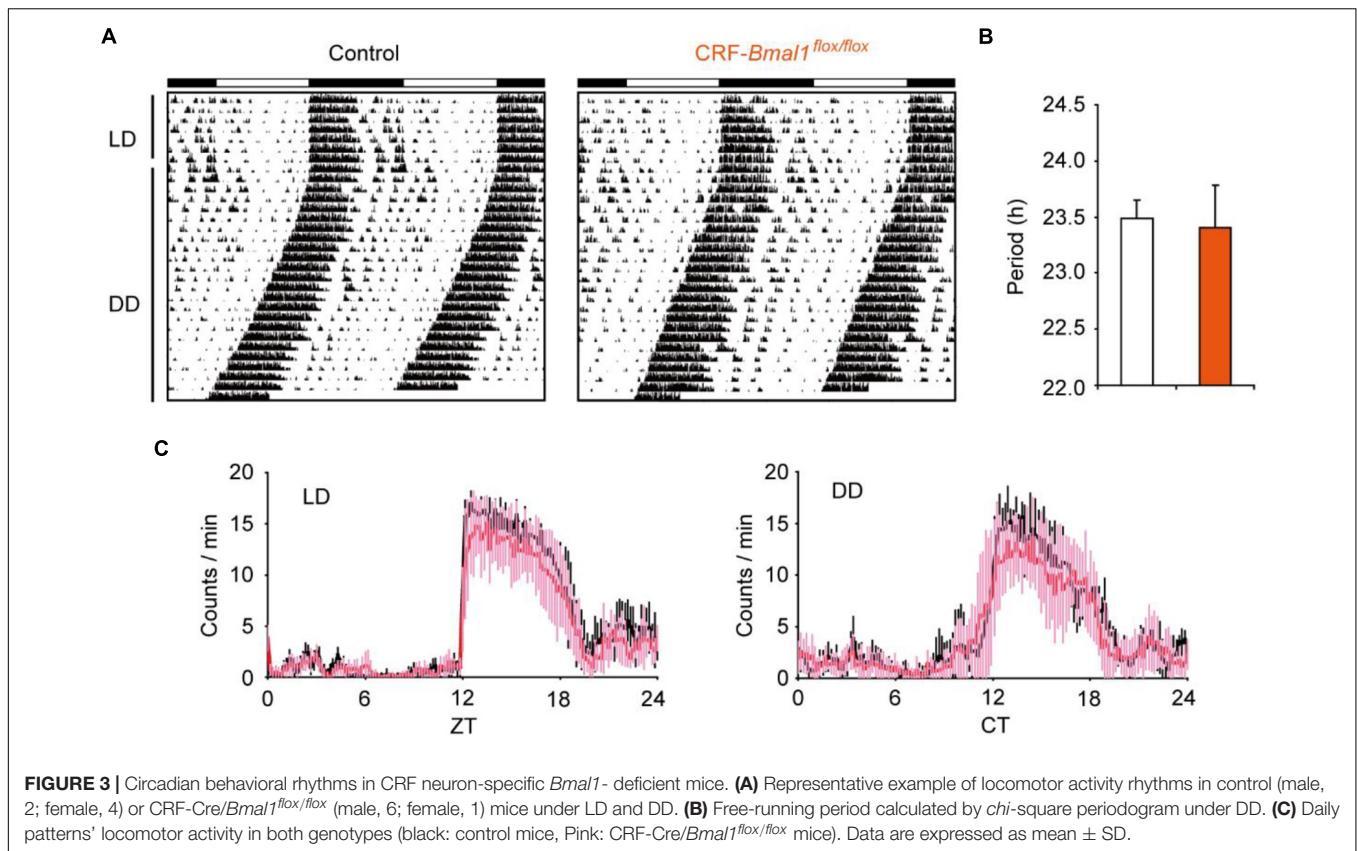 A
B
Control
CRF-Bmal1flox/flox
LD
DD
Period (h)
24.5
24.0
23.5
23.0
22.5
22.0
C
LD
Counts / min
20
15
10
5
0
0 6 12 18 24
ZT
DD
Counts / min
20
15
10
5
0
0 6 12 18 24
CT
FIGURE 3 | Circadian behavioral rhythms in CRF neuron-specific Bmal1- deficient mice. (A) Representative example of locomotor activity rhythms in control (male,
2; female, 4) or CRF-Cre/Bmal1flox/flox (male, 6; female, 1) mice under LD and DD. (B) Free-running period calculated by chi-square periodogram under DD. (C) Daily
patterns' locomotor activity in both genotypes (black: control mice, Pink: CRF-Cre/Bmal1flox/flox mice). Data are expressed as mean ± SD.